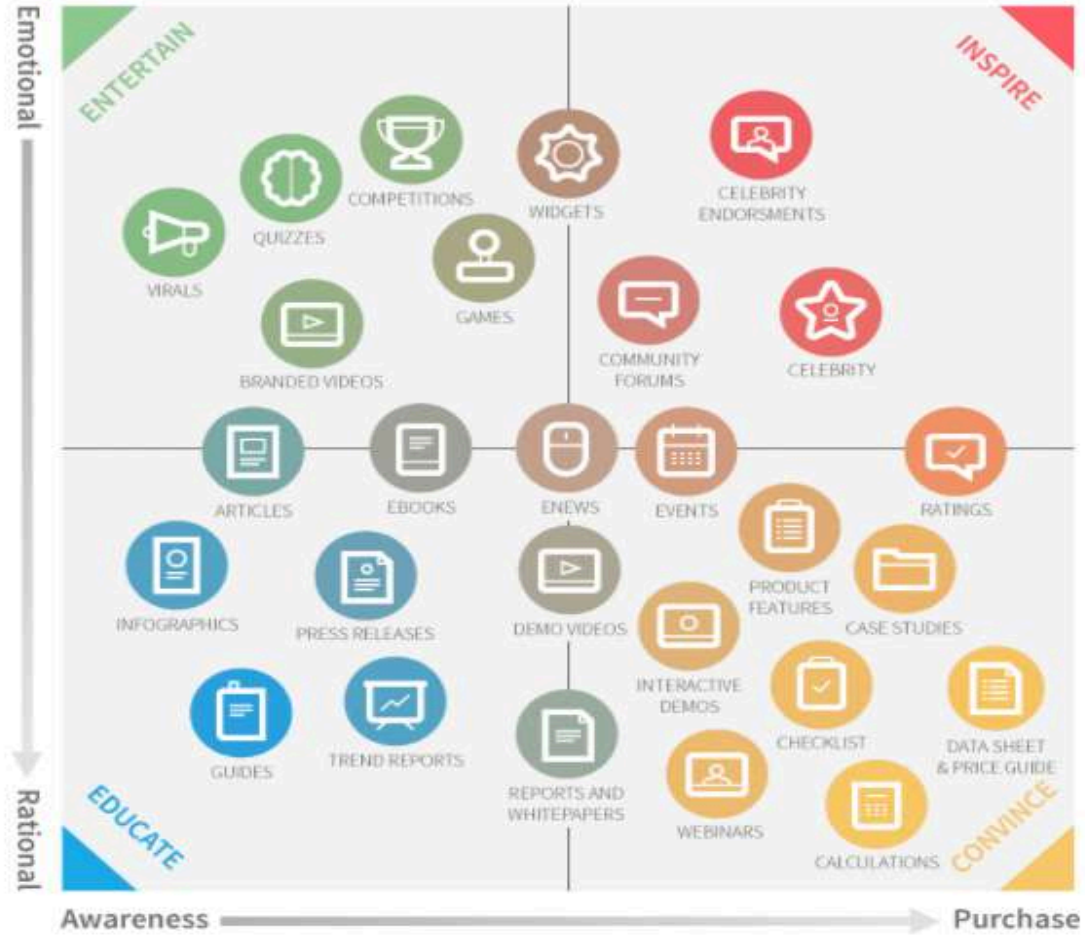 Emotional
ENTERTAIN
INSPIRE
COMPETITIONS
WIDGETS
CELEBRITY
ENDORSMENTS
QUIZZES
VIRALS
GAMES
BRANDED VIDEOS
COMMUNITY
FORUMS
CELEBRITY
ARTICLES
EBOOKS
ENEWS
EVENTS
RATINGS
INFOGRAPHICS
PRESS RELEASES
DEMO VIDEOS
PRODUCT
FEATURES
CASE STUDIES
INTERACTIVE
DEMOS
GUIDES
TREND REPORTS
CHECKLIST
DATA SHEET
& PRICE GUIDE
REPORTS AND
WHITEPAPERS
WEBINARS
CALCULATIONS
EDUCATE
CONVINCE
Rational
Awareness
Purchase